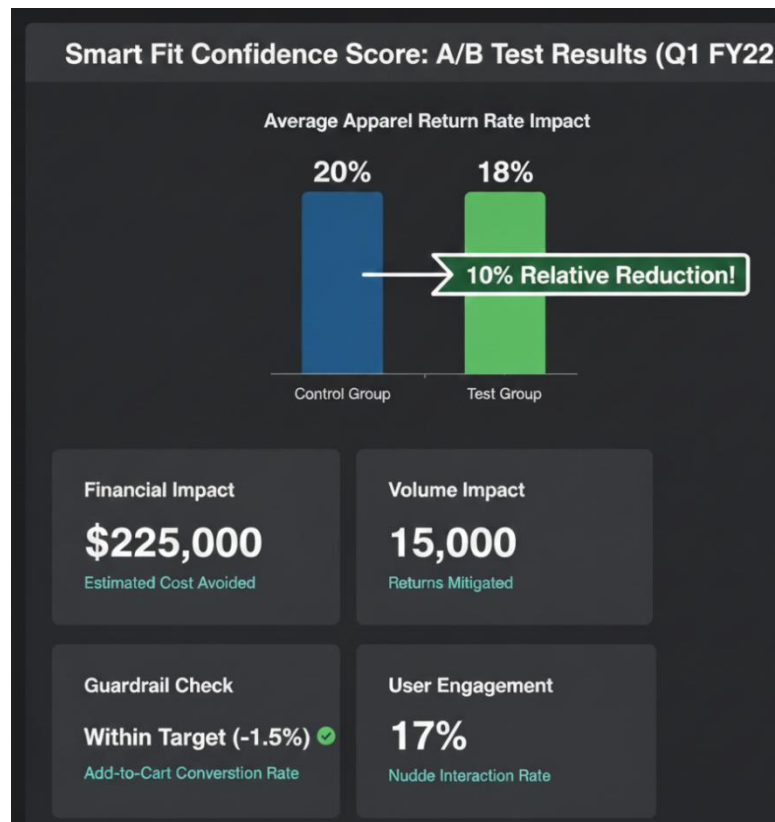 Smart Fit Confidence Score: A/B Test Results (Q1 FY22
Average Apparel Return Rate Impact
20%
18%
10% Relative Reduction!
Control Group
Test Group
Financial Impact
$225,000
Estimated Cost Avoided
Volume Impact
15,000
Returns Mitigated
Guardrail Check
Within Target (-1.5%)
Add-to-Cart Converstion Rate
User Engagement
17%
Nudde Interaction Rate